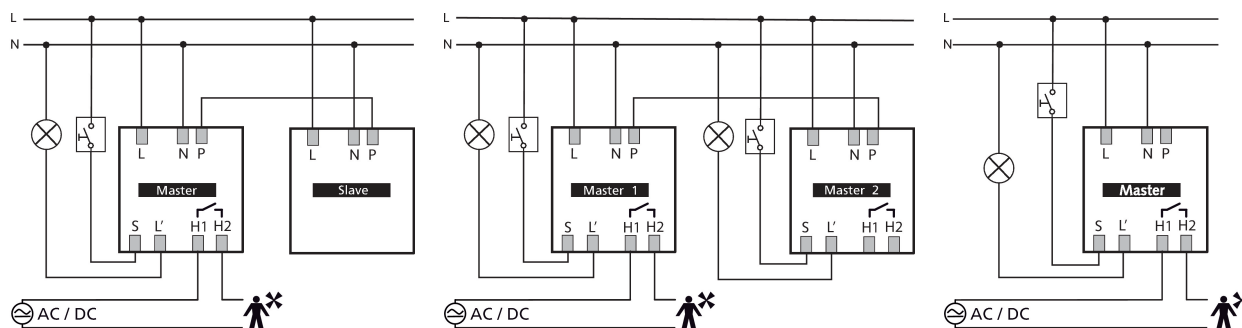 L
N
L N P
Master
S L' H1 H2
AC / DC
L N P
Slave
L
N
L N P
Master 1
S L' H1 H2
AC / DC
L N P
Master 2
S L' H1 H2
L
N
L N P
Master
S L' H1 H2
AC / DC